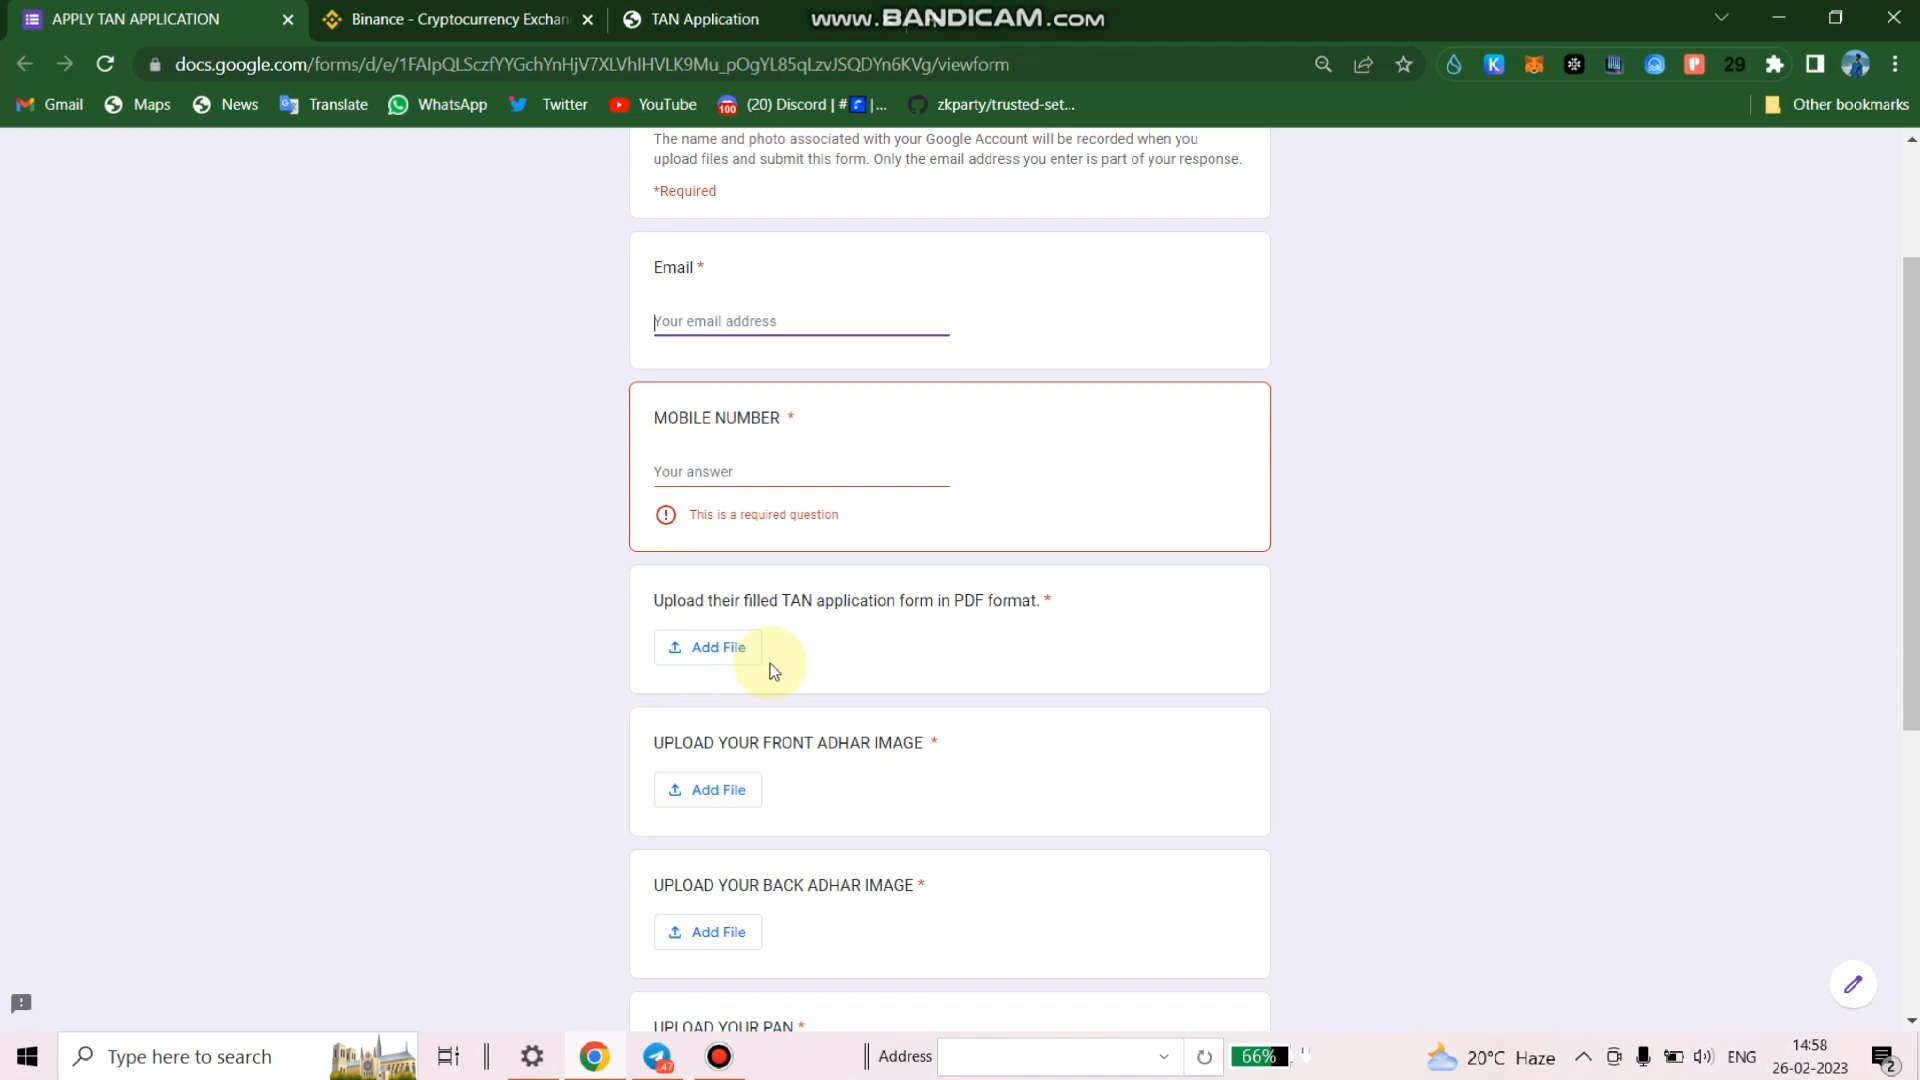 APPLY TAN APPLICATION
Binance - Cryptocurrency Exchan
TAN Application
www.BANDICAM.com
docs.google.com/forms/d/e/1FAIpQLSczfYYGchYnHjV7XLVhIHVLK9Mu_pOgYL85qLzvJSQDYn6KVg/viewform
29
Gmail
Maps
News
Translate
WhatsApp
Twitter
YouTube
100
(20) Discord | # | ...
zkparty/trusted-set...
Other bookmarks
The name and photo associated with your Google Account will be recorded when you
upload files and submit this form. Only the email address you enter is part of your response.
*Required
Email *
Your email address
MOBILE NUMBER *
Your answer
This is a required question
Upload their filled TAN application form in PDF format. *
Add File
UPLOAD YOUR FRONT ADHAR IMAGE *
Add File
UPLOAD YOUR BACK ADHAR IMAGE *
Add File
UPLOAD YOUR PAN *
Type here to search
47
Address
66%
20°C Haze
ENG
14:58
26-02-2023
2